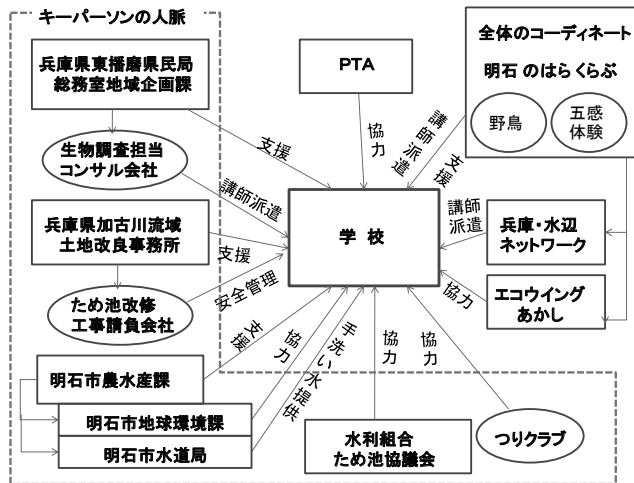 キーパーソンの人脈
兵庫県東播磨県民局
総務室地域企画課
生物調査担当
コンサル会社
兵庫県加古川流域
土地改良事務所
ため池改修
工事請負会社
明石市農水産課
明石市地球環境課
明石市水道局
PTA
協力
支援
講師派遣
支援
安全管理
支援
協力
手洗い水提供
学 校
全体のコーディネート
明石 のはらくらぶ
野鳥
五感
体験
講師派遣
支援
講師
派遣
兵庫・水辺
ネットワーク
協力
エコウイング
あかし
協力
協力
水利組合
ため池協議会
つりクラブ